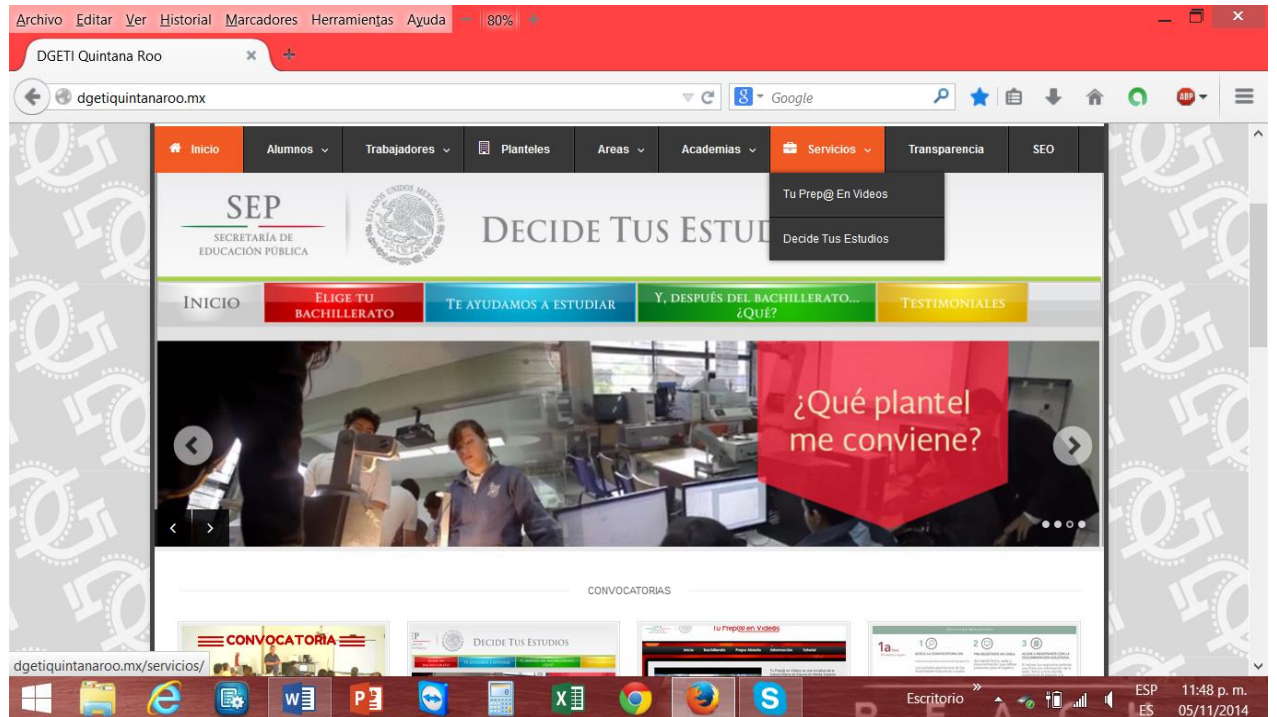 Archivo Editar Ver Historial Marcadores Herramientas Ayuda - 80% +
DGETI Quintana Roo
dgetiquintanaroo.mx
Google
ABP
Inicio Alumnos Trabajadores Planteles Areas Academias Servicios Transparencia SEO
Tu Prep@ En Videos
Decide Tus Estudios
SEP
SECRETARÍA DE
EDUCACIÓN PÚBLICA
DECIDE TUS ESTUD
INICIO
ELIGE TU
BACHILLERATO
TE AYUDAMOS A ESTUDIAR
Y, DESPUÉS DEL BACHILLERATO...
¿QUÉ?
TESTIMONIALES
¿Qué plantel
me conviene?
CONVOCATORIAS
CONVOCATORIA
DECIDE TUS ESTUDIOS
Tu Prep@ en Videos
dgetiquintanaroo.mx/servicios/
Escritorio
ESP
ES
11:48 p. m.
05/11/2014